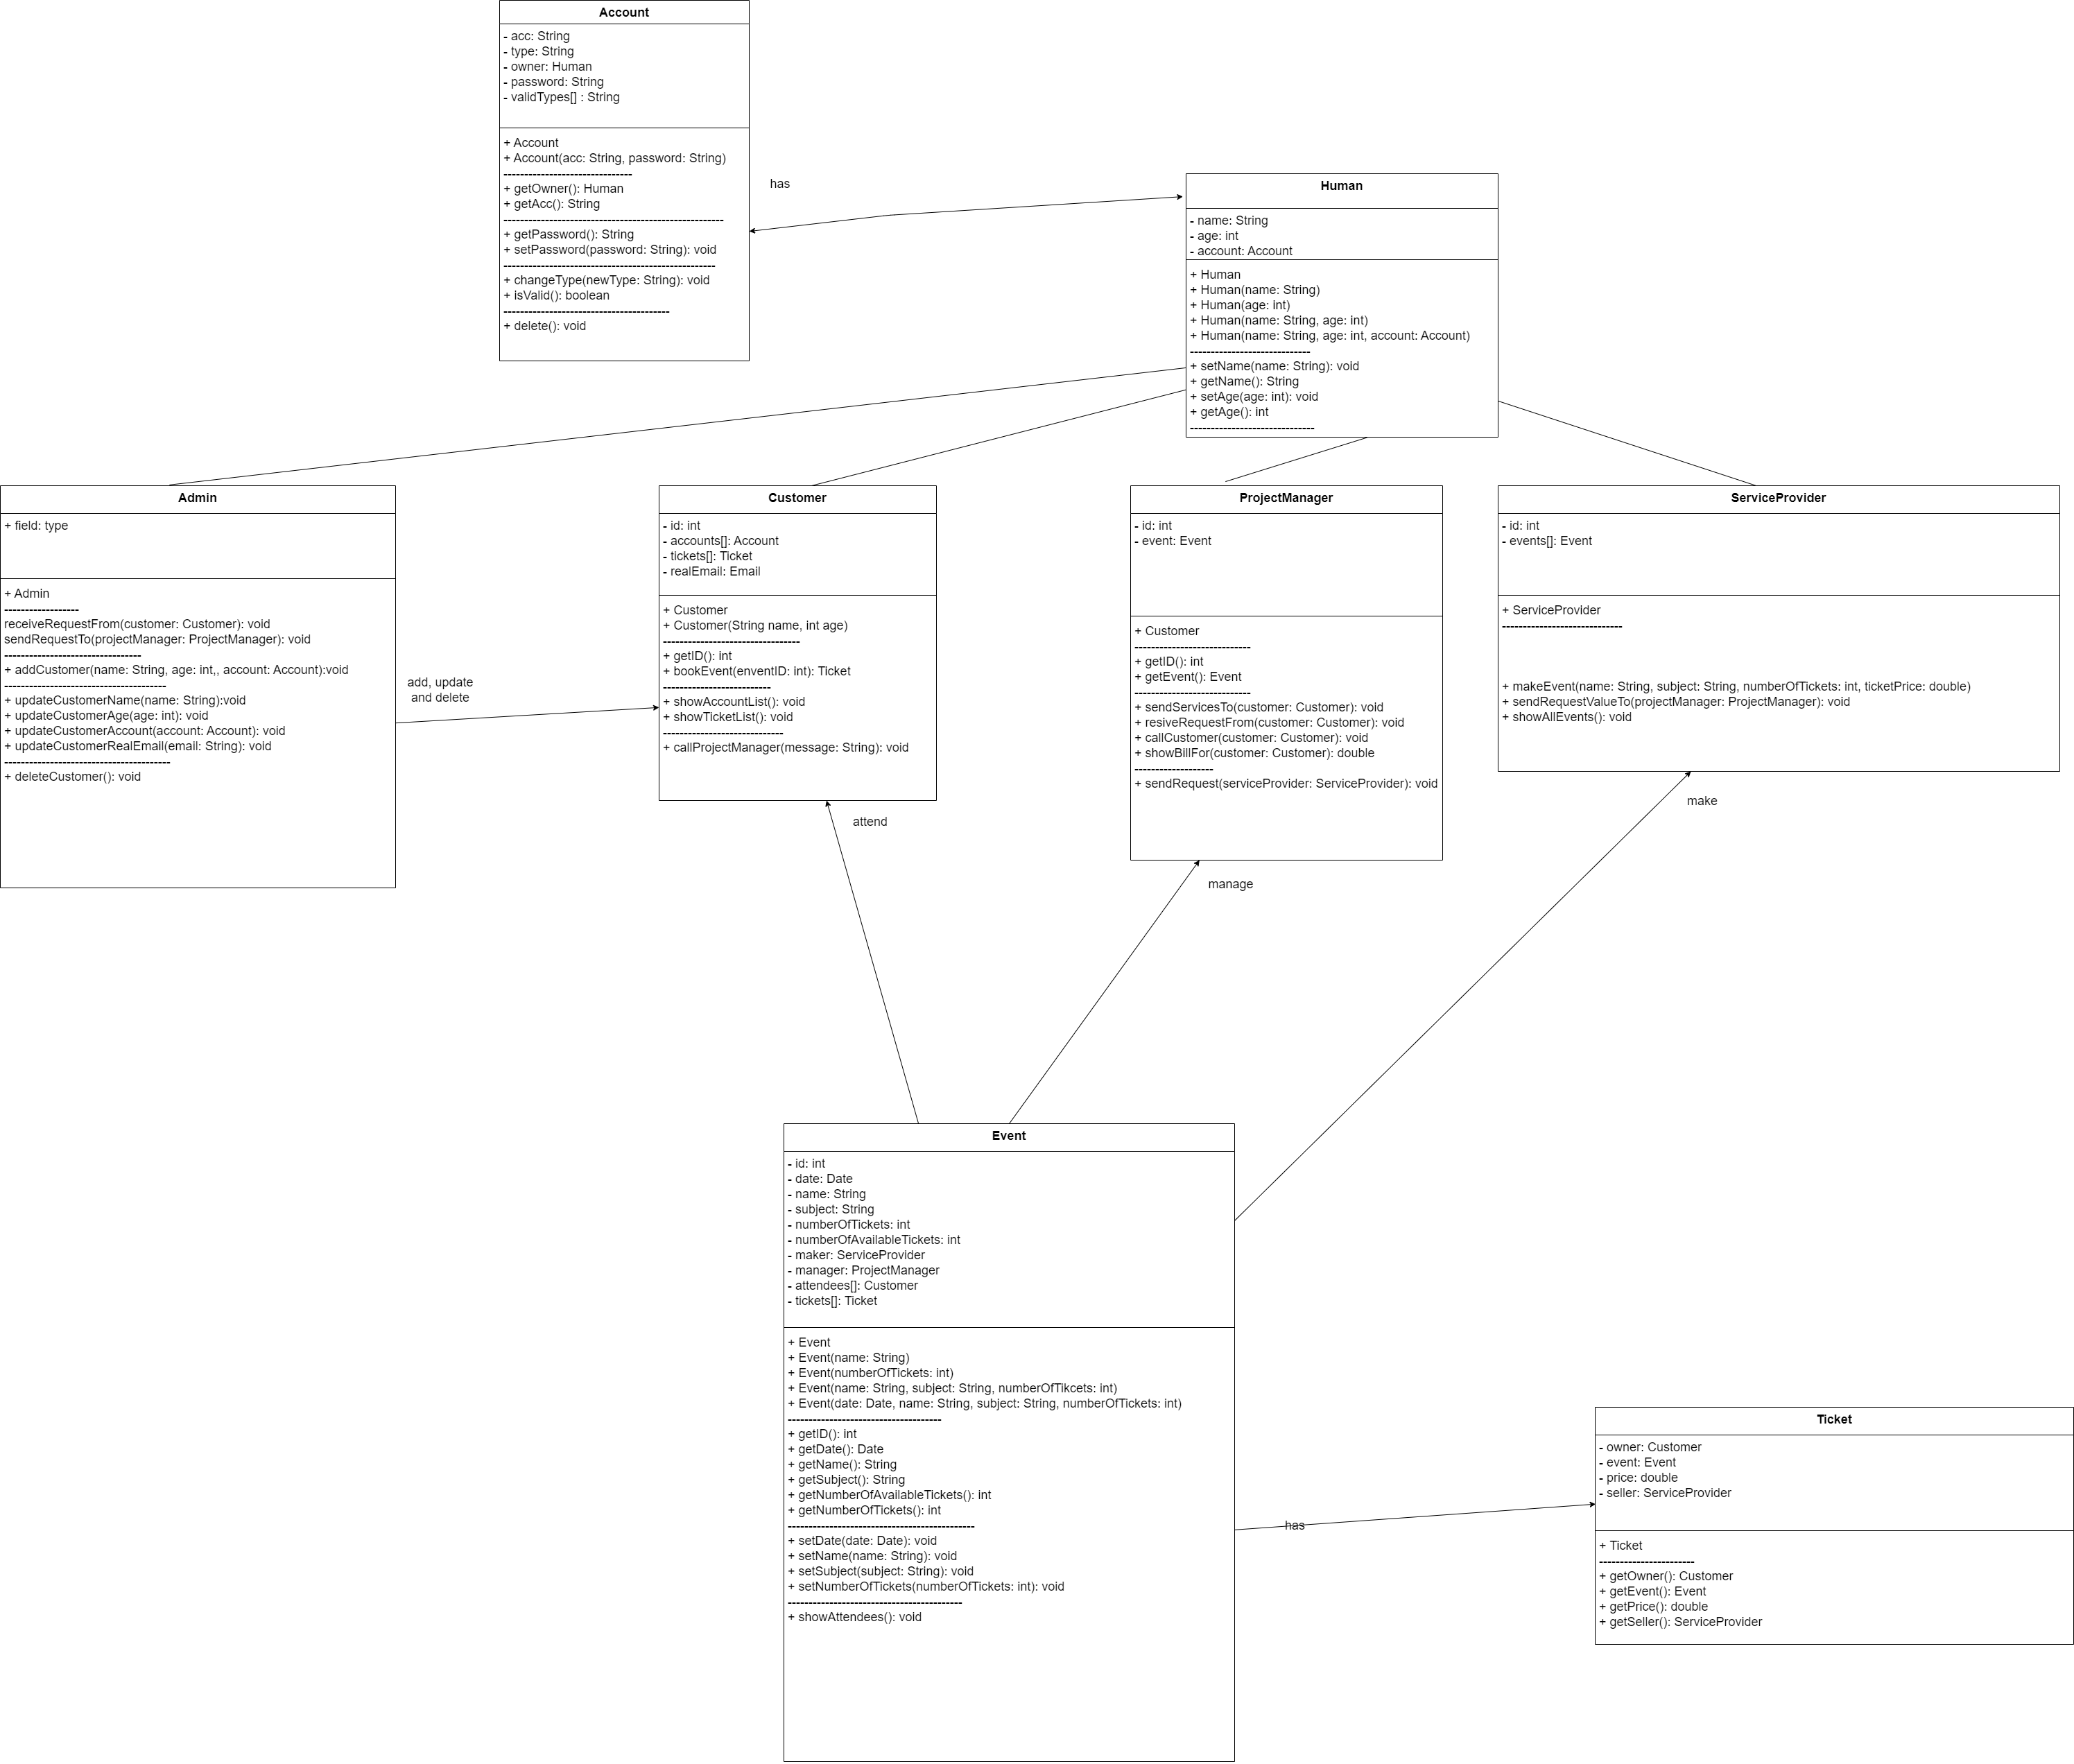 Account
- acc: String
- type: String
- owner: Human
- password: String
- validTypes[] : String
+ Account
+ Account(acc: String, password: String)
-------------------------------
+ getOwner(): Human
+ getAcc(): String
-----------------------------------------------------
+ getPassword(): String
+ setPassword(password: String): void
---------------------------------------------------
+ changeType(newType: String): void
+ isValid(): boolean
----------------------------------------
+ delete(): void
has
Human
- name: String
- age: int
- account: Account
+ Human
+ Human(name: String)
+ Human(age: int)
+ Human(name: String, age: int)
+ Human(name: String, age: int, account: Account)
-----------------------------
+ setName(name: String): void
+ getName(): String
+ setAge(age: int): void
+ getAge(): int
------------------------------
Admin
+ field: type
+ Admin
------------------
receiveRequestFrom(customer: Customer): void
sendRequestTo(projectManager: ProjectManager): void
---------------------------------
+ addCustomer(name: String, age: int,, account: Account):void
---------------------------------------
+ updateCustomerName(name: String):void
+ updateCustomerAge(age: int): void
+ updateCustomerAccount(account: Account): void
+ updateCustomerRealEmail(email: String): void
----------------------------------------
+ deleteCustomer(): void
add, update
and delete
Customer
- id: int
- accounts[]: Account
- tickets[]: Ticket
- realEmail: Email
+ Customer
+ Customer(String name, int age)
---------------------------------
+ getID(): int
+ bookEvent(enventID: int): Ticket
--------------------------
+ showAccountList(): void
+ showTicketList(): void
-----------------------------
+ callProjectManager(message: String): void
attend
ProjectManager
- id: int
- event: Event
+ Customer
----------------------------
+ getID(): int
+ getEvent(): Event
----------------------------
+ sendServicesTo(customer: Customer): void
+ resiveRequestFrom(customer: Customer): void
+ callCustomer(customer: Customer): void
+ showBillFor(customer: Customer): double
-------------------
+ sendRequest(serviceProvider: ServiceProvider): void
manage
ServiceProvider
- id: int
- events[]: Event
+ ServiceProvider
-----------------------------
+ makeEvent(name: String, subject: String, numberOfTickets: int, ticketPrice: double)
+ sendRequestValueTo(projectManager: ProjectManager): void
+ showAllEvents(): void
make
Event
- id: int
- date: Date
- name: String
- subject: String
- numberOfTickets: int
- numberOfAvailableTickets: int
- maker: ServiceProvider
- manager: ProjectManager
- attendees[]: Customer
- tickets[]: Ticket
+ Event
+ Event(name: String)
+ Event(numberOfTickets: int)
+ Event(name: String, subject: String, numberOfTikcets: int)
+ Event(date: Date, name: String, subject: String, numberOfTickets: int)
-------------------------------------
+ getID(): int
+ getDate(): Date
+ getName(): String
+ getSubject(): String
+ getNumberOfAvailableTickets(): int
+ getNumberOfTickets(): int
---------------------------------------------
+ setDate(date: Date): void
+ setName(name: String): void
+ setSubject(subject: String): void
+ setNumberOfTickets(numberOfTickets: int): void
------------------------------------------
+ showAttendees(): void
has
Ticket
- owner: Customer
- event: Event
- price: double
- seller: ServiceProvider
+ Ticket
-----------------------
+ getOwner(): Customer
+ getEvent(): Event
+ getPrice(): double
+ getSeller(): ServiceProvider